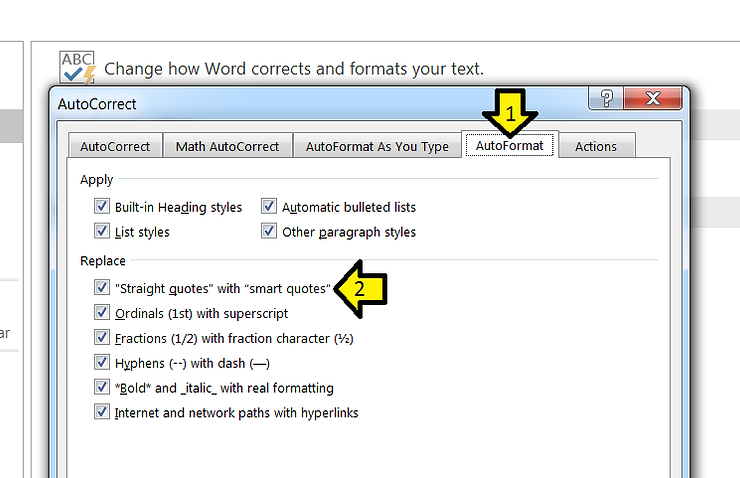 ABC
Change how Word corrects and formats your text.
AutoCorrect
?
X
1
AutoCorrect
Math AutoCorrect
AutoFormat As You Type
AutoFormat
Actions
Apply
Built-in Heading styles
Automatic bulleted lists
List styles
Other paragraph styles
Replace
"Straight quotes" with “smart quotes”
2
Ordinals (1st) with superscript
Fractions (1/2) with fraction character (½)
ar
Hyphens (--) with dash (—)
*Bold* and _italic_ with real formatting
Internet and network paths with hyperlinks